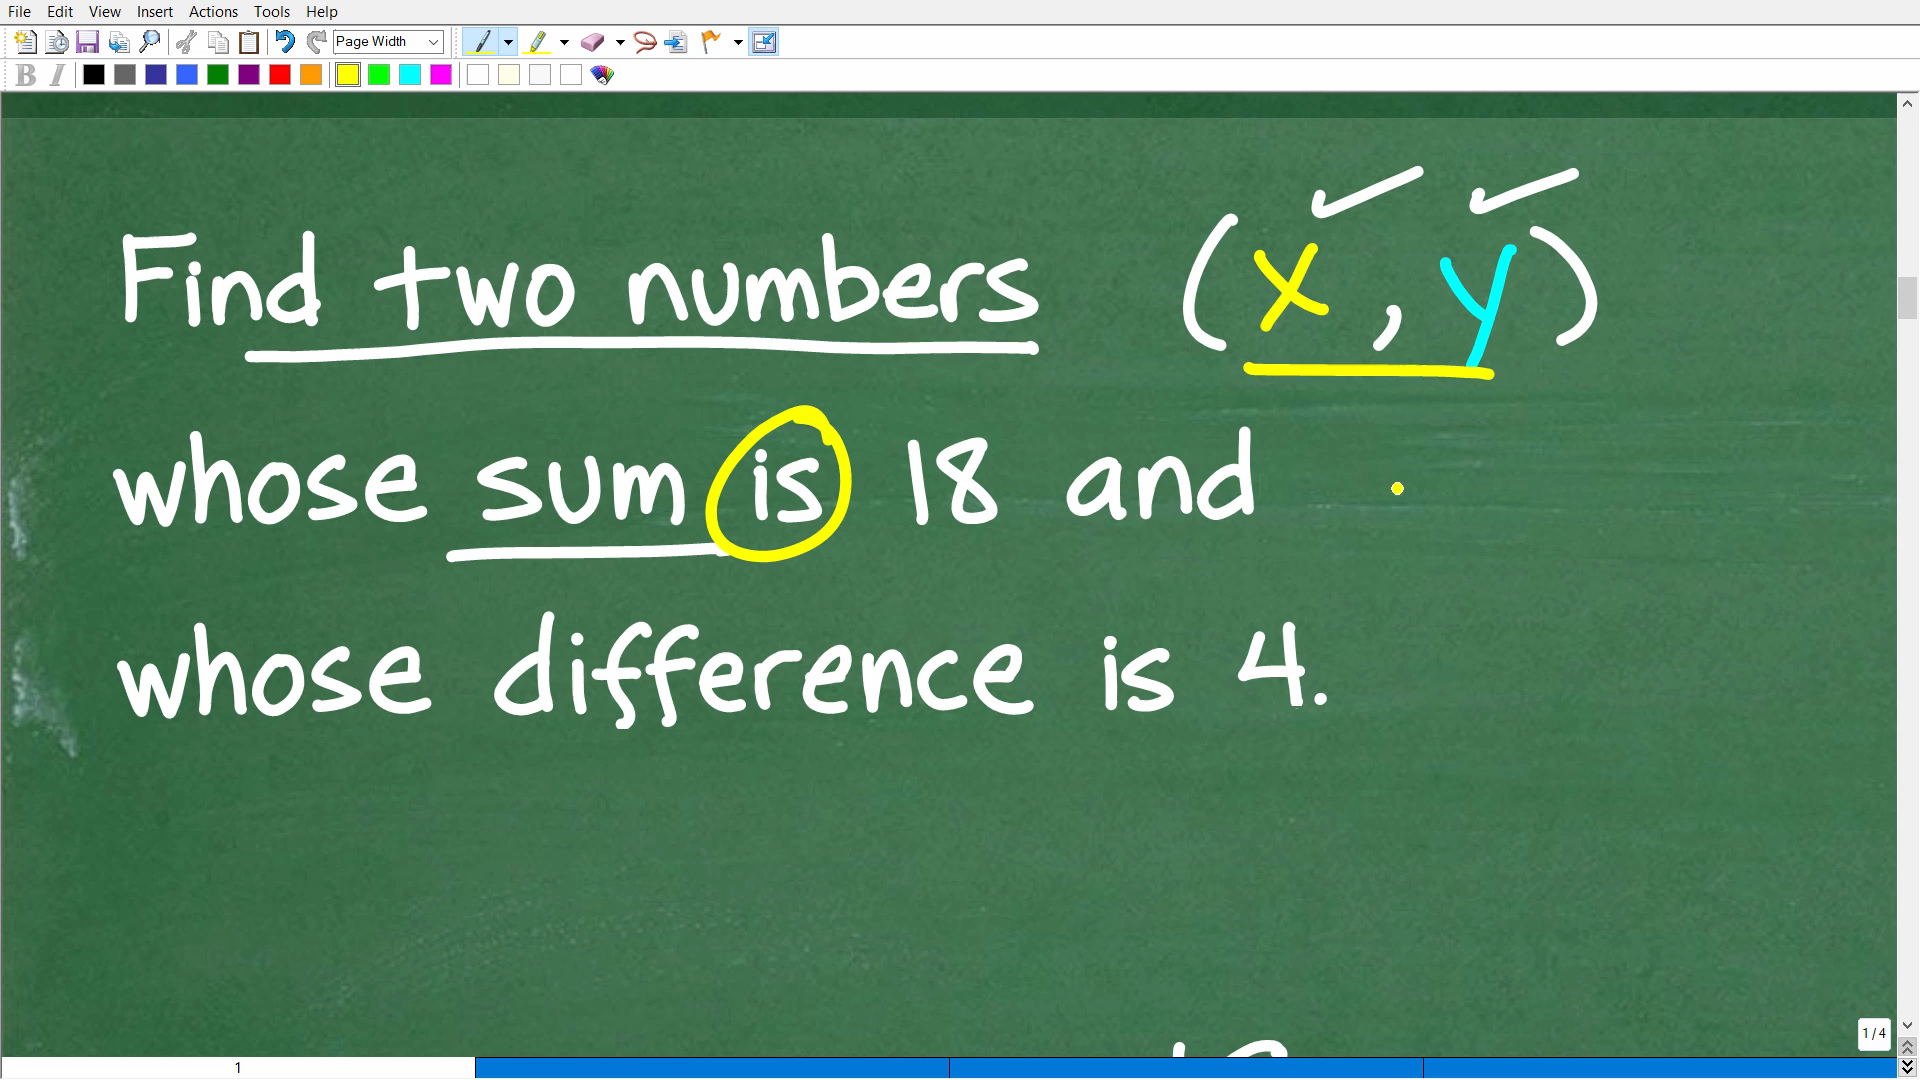 File Edit View Insert Actions Tools Help
Page Width
B I
Find two numbers (x, y)
whose sum is 18 and
whose difference is 4.
1 / 4
1